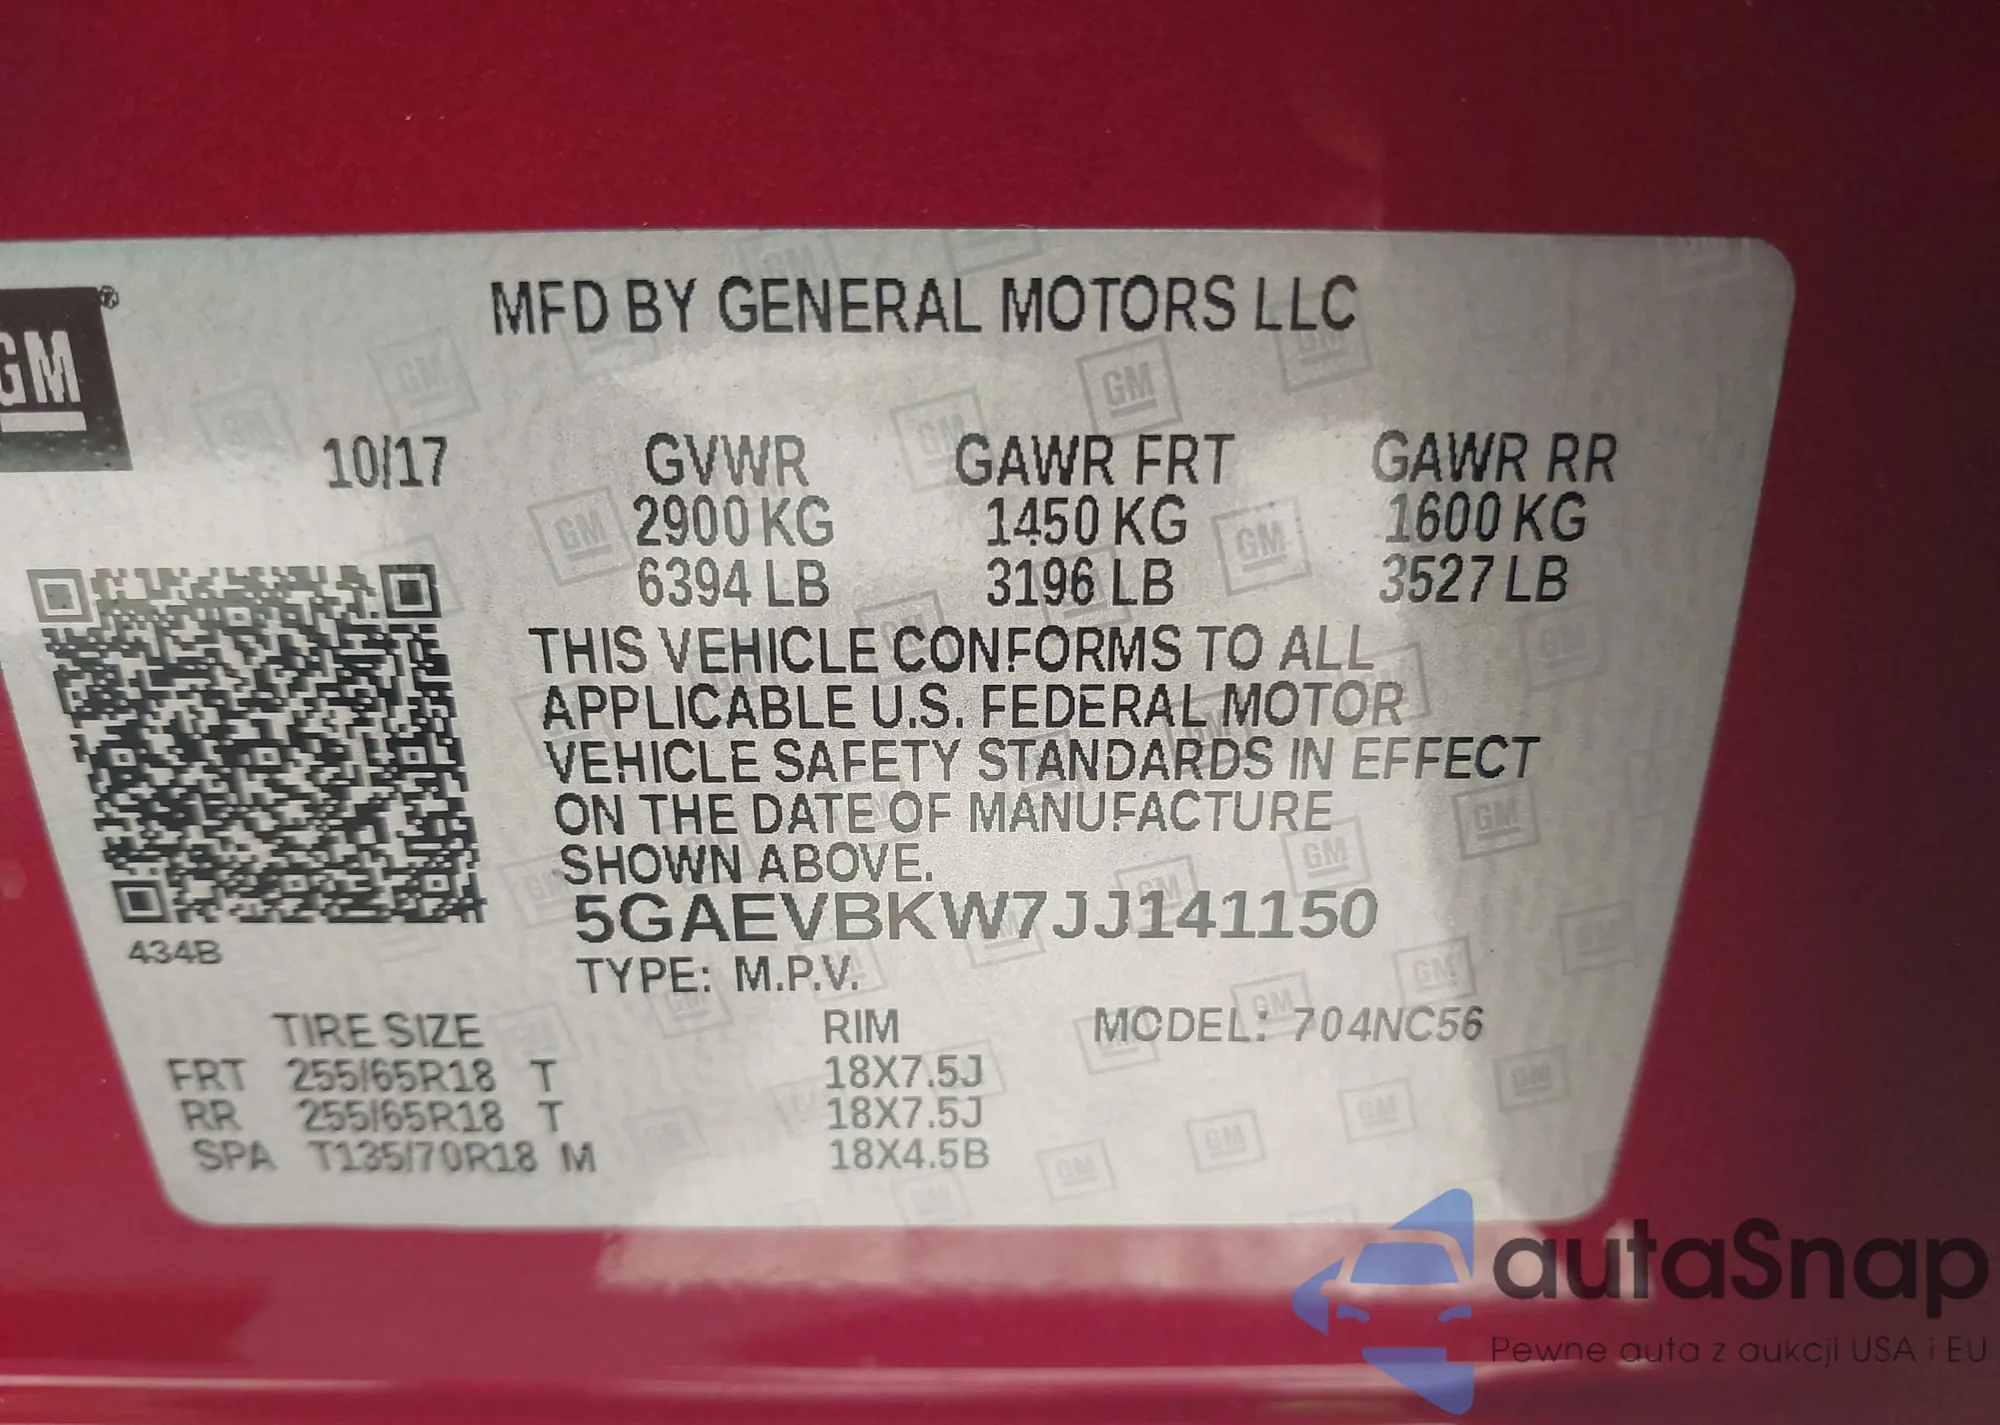 MFD BY GENERAL MOTORS LLC
GM
10/17 GVWR GAWR FRT GAWR RR
2900 KG 1450 KG 1600 KG
6394 LB 3196 LB 3527 LB
THIS VEHICLE CONFORMS TO ALL
APPLICABLE U.S. FEDERAL MOTOR
VEHICLE SAFETY STANDARDS IN EFFECT
ON THE DATE OF MANUFACTURE
SHOWN ABOVE.
5GAEVBKW7JJ141150
434B
TYPE: M.P.V.
TIRE SIZE RIM MODEL: 704NC56
FRT 255/65R18 T 18X7.5J
RR 255/65R18 T 18X7.5J
SPA T135/70R18 M 18X4.5B
autaSnap
Pewne auta z aukcji USA i EU